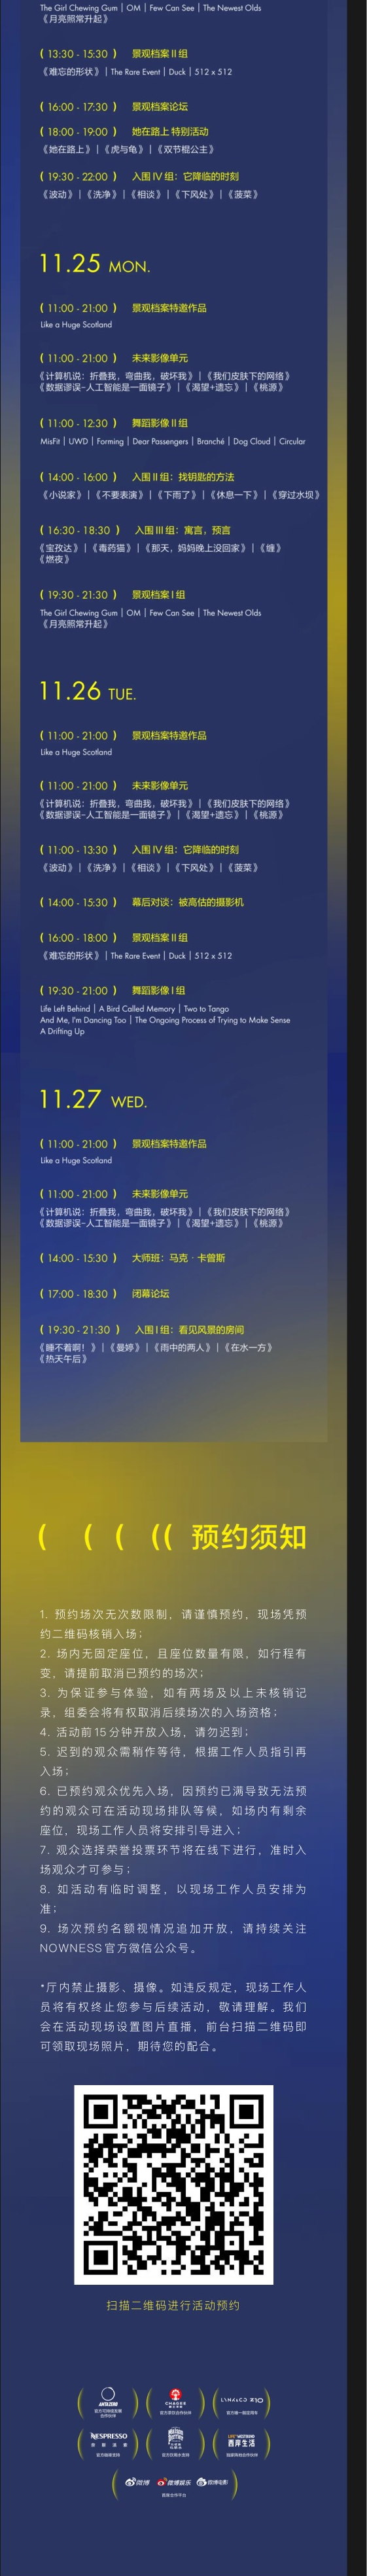 The Girl Chewing Gum | OM | Few Can See | The Newest Olds
《月亮照常升起》
( 13:30 - 15:30 ) 景观档案 II 组
《难忘的形状》 | The Rare Event | Duck | 512 x 512
( 16:00 - 17:30 ) 景观档案论坛
( 18:00 - 19:00 ) 她在路上 特别活动
《她在路上》 | 《虎与龟》 | 《双节棍公主》
( 19:30 - 22:00 ) 入围 IV 组：它降临的时刻
《波动》 | 《洗净》 | 《相谈》 | 《下风处》 | 《菠菜》
11.25 MON.
( 11:00 - 21:00 ) 景观档案特邀作品
Like a Huge Scotland
( 11:00 - 21:00 ) 未来影像单元
《计算机说：折叠我，弯曲我，破坏我》 | 《我们皮肤下的网络》
《数据谬误–人工智能是一面镜子》 | 《渴望+遗忘》 | 《桃源》
( 11:00 - 12:30 ) 舞蹈影像 II 组
MisFit | UWD | Forming | Dear Passengers | Branché | Dog Cloud | Circular
( 14:00 - 16:00 ) 入围 II 组：找钥匙的方法
《小说家》 | 《不要表演》 | 《下雨了》 | 《休息一下》 | 《穿过水坝》
( 16:30 - 18:30 ) 入围 III 组：寓言，预言
《宝孜达》 | 《毒药猫》 | 《那天，妈妈晚上没回家》 | 《缠》
《燃夜》
( 19:30 - 21:30 ) 景观档案 I 组
The Girl Chewing Gum | OM | Few Can See | The Newest Olds
《月亮照常升起》
11.26 TUE.
( 11:00 - 21:00 ) 景观档案特邀作品
Like a Huge Scotland
( 11:00 - 21:00 ) 未来影像单元
《计算机说：折叠我，弯曲我，破坏我》 | 《我们皮肤下的网络》
《数据谬误–人工智能是一面镜子》 | 《渴望+遗忘》 | 《桃源》
( 11:00 - 13:30 ) 入围 IV 组：它降临的时刻
《波动》 | 《洗净》 | 《相谈》 | 《下风处》 | 《菠菜》
( 14:00 - 15:30 ) 幕后对谈：被高估的摄影机
( 16:00 - 18:00 ) 景观档案 II 组
《难忘的形状》 | The Rare Event | Duck | 512 x 512
( 19:30 - 21:00 ) 舞蹈影像 I 组
Life Left Behind | A Bird Called Memory | Two to Tango
And Me, I'm Dancing Too | The Ongoing Process of Trying to Make Sense
A Drifting Up
11.27 WED.
( 11:00 - 21:00 ) 景观档案特邀作品
Like a Huge Scotland
( 11:00 - 21:00 ) 未来影像单元
《计算机说：折叠我，弯曲我，破坏我》 | 《我们皮肤下的网络》
《数据谬误–人工智能是一面镜子》 | 《渴望+遗忘》 | 《桃源》
( 14:00 - 15:30 ) 大师班：马克 · 卡曾斯
( 17:00 - 18:30 ) 闭幕论坛
( 19:30 - 21:30 ) 入围 I 组：看见风景的房间
《睡不着啊！》 | 《曼婷》 | 《雨中的两人》 | 《在水一方》
《热天午后》
( ( ( (( 预约须知
1. 预约场次无次数限制，请谨慎预约，现场凭预
约二维码核销入场；
2. 场内无固定座位，且座位数量有限，如行程有
变，请提前取消已预约的场次；
3. 为保证参与体验，如有两场及以上未核销记
录，组委会将有权取消后续场次的入场资格；
4. 活动前15分钟开放入场，请勿迟到；
5. 迟到的观众需稍作等待，根据工作人员指引再
入场；
6. 已预约观众优先入场，因预约已满导致无法预
约的观众可在活动现场排队等候，如场内有剩余
座位，现场工作人员将安排引导进入；
7. 观众选择荣誉投票环节将在线下进行，准时入
场观众才可参与；
8. 如活动有临时调整，以现场工作人员安排为
准；
9. 场次预约名额视情况追加开放，请持续关注
NOWNESS官方微信公众号。
*厅内禁止摄影、摄像。如违反规定，现场工作人
员将有权终止您参与后续活动，敬请理解。我们
会在活动现场设置图片直播，前台扫描二维码即
可领取现场照片，期待您的配合。
扫描二维码进行活动预约
ANTAZERO
CHAGEE
LYNK&CO Z10
NESPRESSO
西岸生活
微博
微博娱乐
微博电影